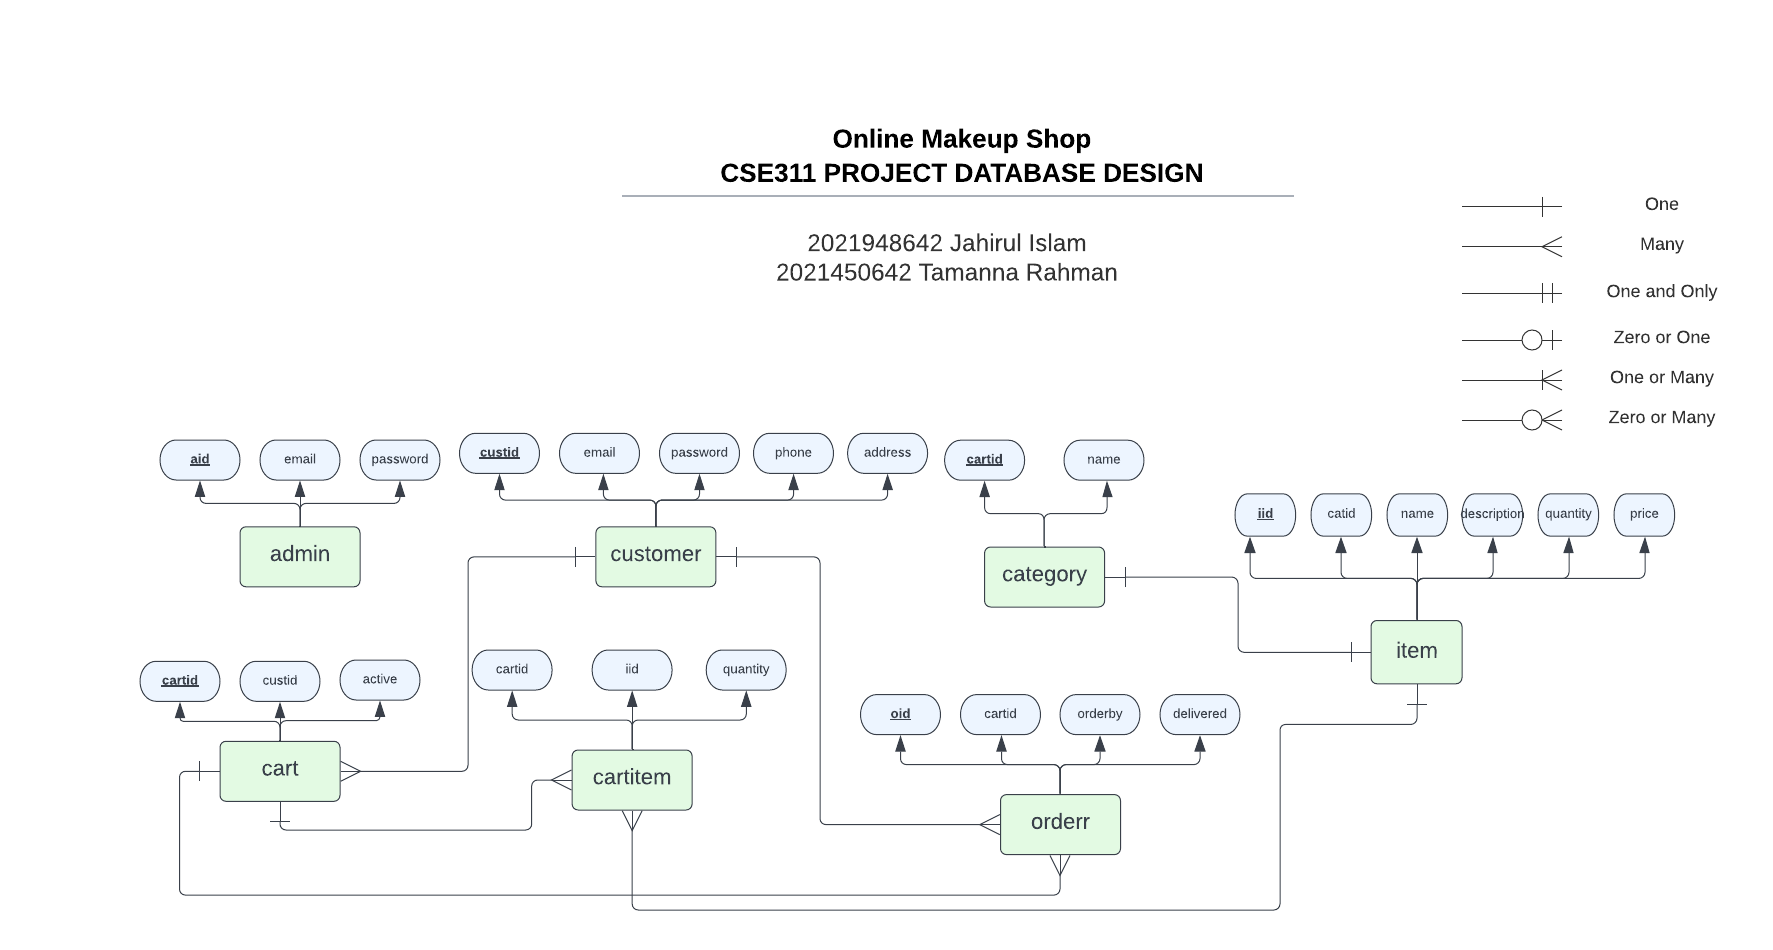 Online Makeup Shop
CSE311 PROJECT DATABASE DESIGN
2021948642 Jahirul Islam
2021450642 Tamanna Rahman
One
Many
One and Only
Zero or One
One or Many
Zero or Many
aid
email
password
admin
custid
email
password
phone
address
customer
cartid
name
category
iid
catid
name
description
quantity
price
item
cartid
custid
active
cart
cartid
iid
quantity
cartitem
oid
cartid
orderby
delivered
orderr